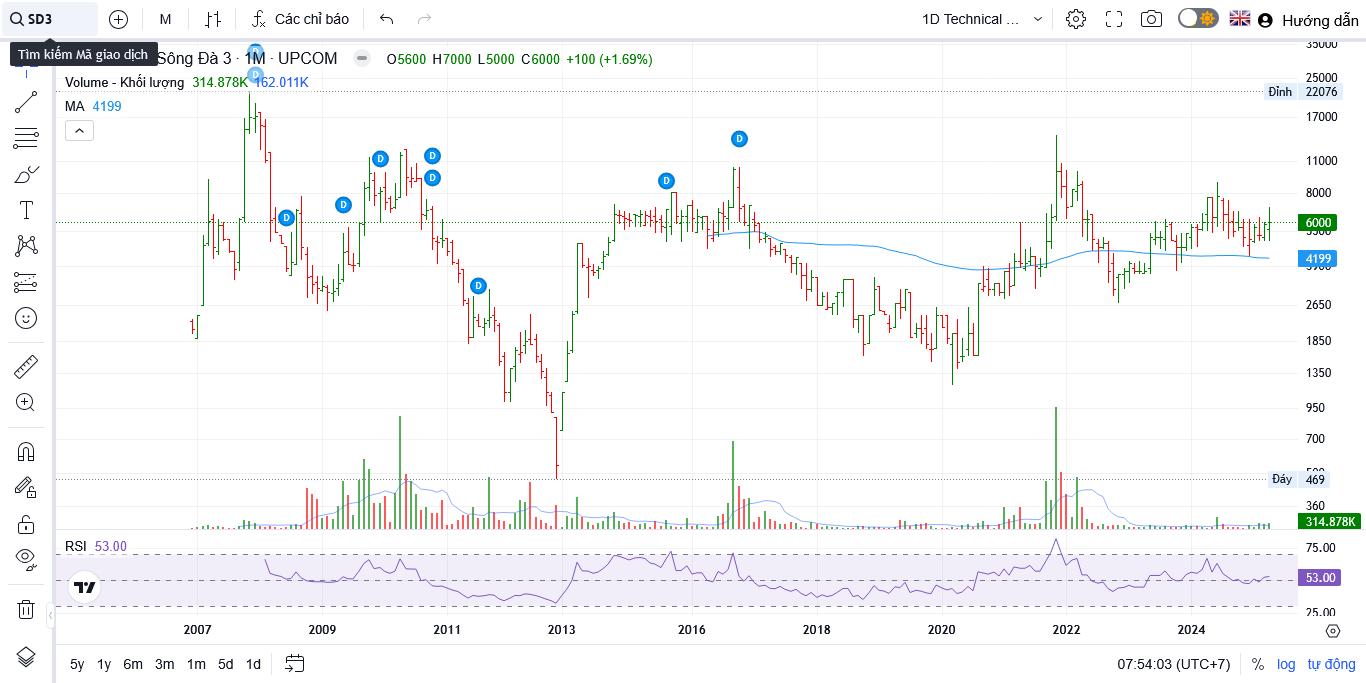 SD3
M
Các chỉ báo
1D Technical ...
Hướng dẫn
Tìm kiếm Mã giao dịch
Sông Đà 3 · 1M · UPCOM
O5600 H7000 L5000 C6000 +100 (+1.69%)
Volume - Khối lượng 314.878K 162.011K
MA 4199
D
D
D
D
D
D
D
D
D
D
35000
25000
Đỉnh 22076
17000
11000
8000
6000
4199
2650
1850
1350
950
700
Đáy 469
360
314.878K
RSI 53.00
75.00
53.00
25.00
2007 2009 2011 2013 2016 2018 2020 2022 2024
5y 1y 6m 3m 1m 5d 1d
07:54:03 (UTC+7) % log tự động